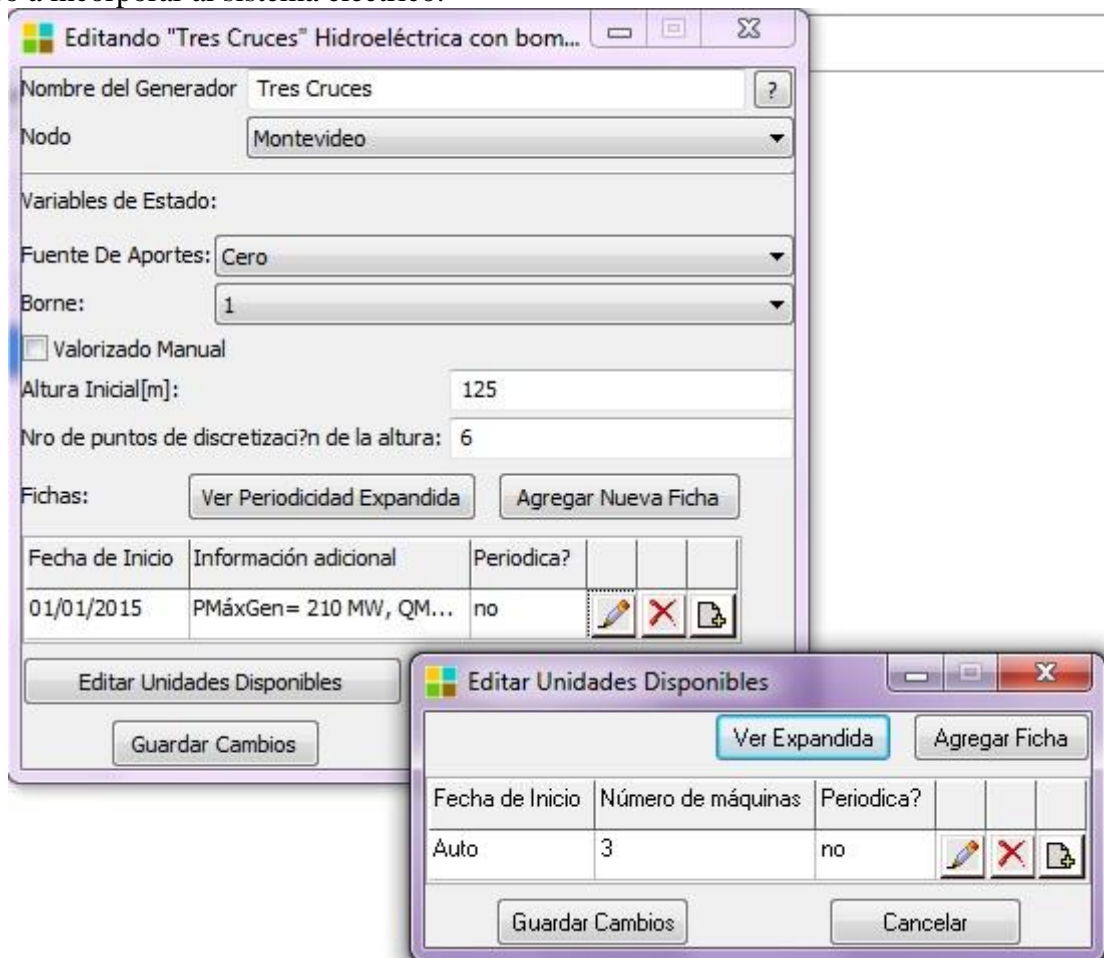 a incorporar al sistema eléctrico.
Editando "Tres Cruces" Hidroeléctrica con bom...
Nombre del Generador Tres Cruces ?
Nodo Montevideo
Variables de Estado:
Fuente De Aportes: Cero
Borne: 1
Valorizado Manual
Altura Inicial[m]: 125
Nro de puntos de discretizaci?n de la altura: 6
Fichas: Ver Periodicidad Expandida Agregar Nueva Ficha
Fecha de Inicio Información adicional Periodica?
01/01/2015 PMáxGen= 210 MW, QM... no
Editar Unidades Disponibles
Guardar Cambios
Editar Unidades Disponibles
Ver Expandida Agregar Ficha
Fecha de Inicio Número de máquinas Periodica?
Auto 3 no
Guardar Cambios Cancelar